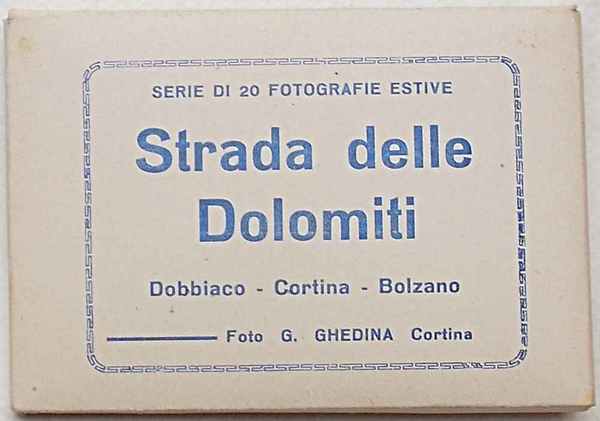 SERIE DI 20 FOTOGRAFIE ESTIVE
Strada delle
Dolomiti
Dobbiaco - Cortina - Bolzano
Foto G. GHEDINA Cortina